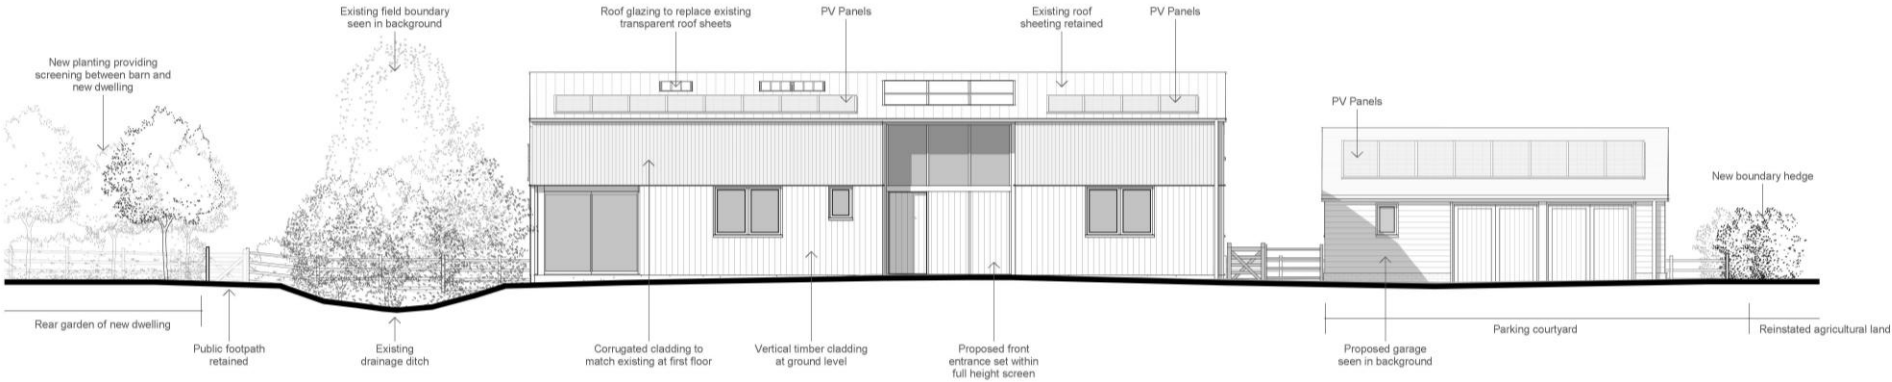 Existing field boundary
seen in background
Roof glazing to replace existing
transparent roof sheets
PV Panels
Existing roof
sheeting retained
PV Panels
New planting providing
screening between barn and
new dwelling
PV Panels
New boundary hedge
Rear garden of new dwelling
Public footpath
retained
Existing
drainage ditch
Corrugated cladding to
match existing at first floor
Vertical timber cladding
at ground level
Proposed front
entrance set within
full height screen
Proposed garage
seen in background
Parking courtyard
Reinstated agricultural land